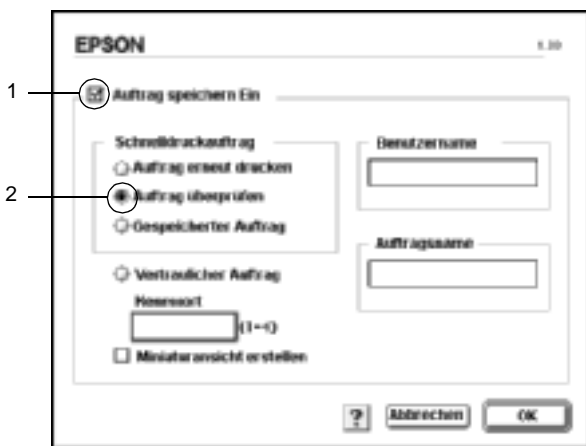 EPSON
1
Auftrag speichern Ein
Schnelldruckauftrag
Auftrag erneut drucken
2
Auftrag überprüfen
Gespeicherter Auftrag
Vertraulicher Auftrag
Kennwort
Miniaturansicht erstellen
Benutzername
Auftragsname
?
Abbrechen
OK